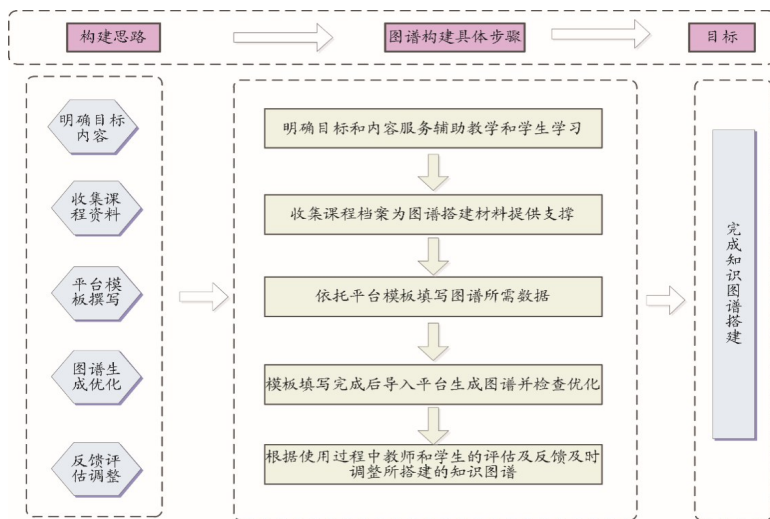 构建思路
图谱构建具体步骤
目标
明确目标
内容
收集课
程资料
平台模
板撰写
图谱生
成优化
反馈评
估调整
明确目标和内容服务辅助教学和学生学习
收集课程档案为图谱搭建材料提供支撑
依托平台模板填写图谱所需数据
模板填写完成后导入平台生成图谱并检查优化
根据使用过程中教师和学生的评估及反馈及时
调整所搭建的知识图谱
完成知识图谱搭建